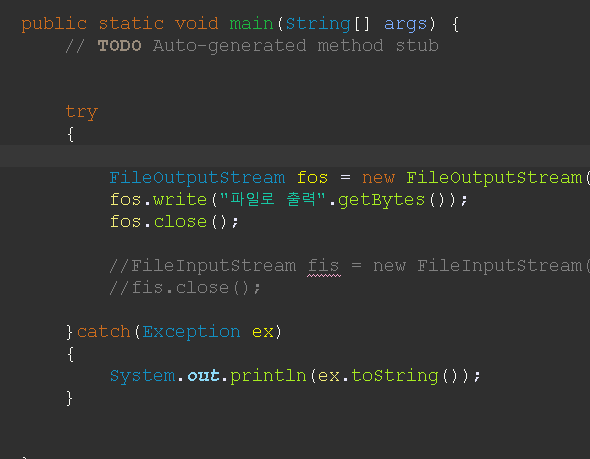 public static void main(String[] args) {
// TODO Auto-generated method stub
try
{
FileOutputStream fos = new FileOutputStream(
fos.write("파일로 출력".getBytes());
fos.close();
//FileInputStream fis = new FileInputStream(
//fis.close();
}catch(Exception ex)
{
System.out.println(ex.toString());
}